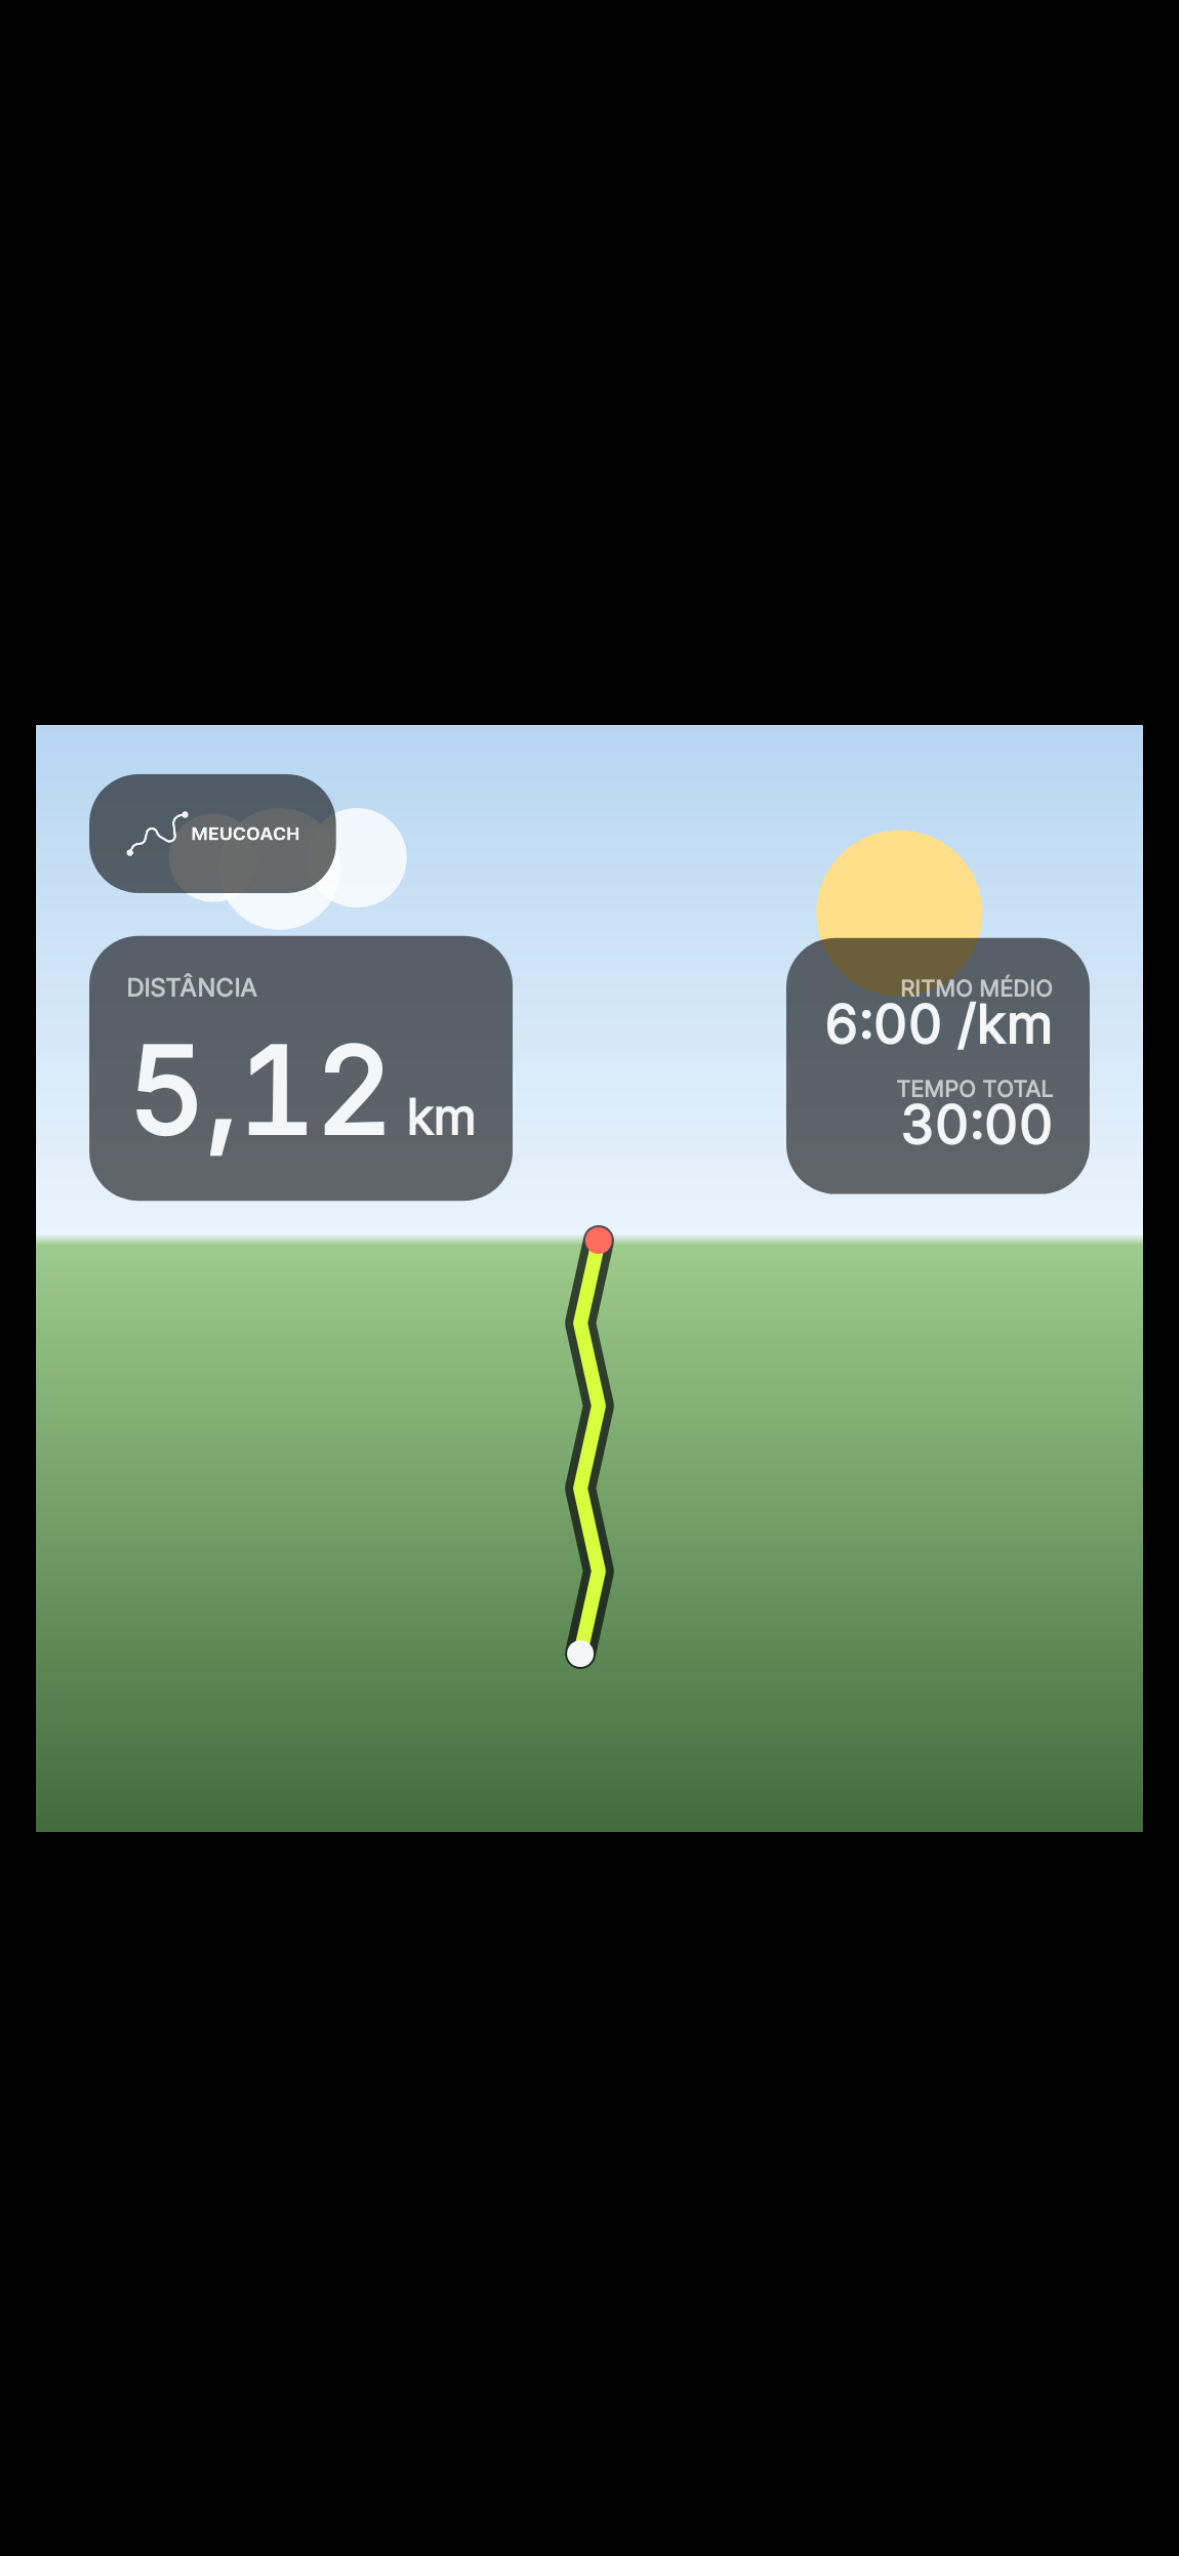 MEUCOACH
DISTÂNCIA
5,12 km
RITMO MÉDIO
6:00 /km
TEMPO TOTAL
30:00